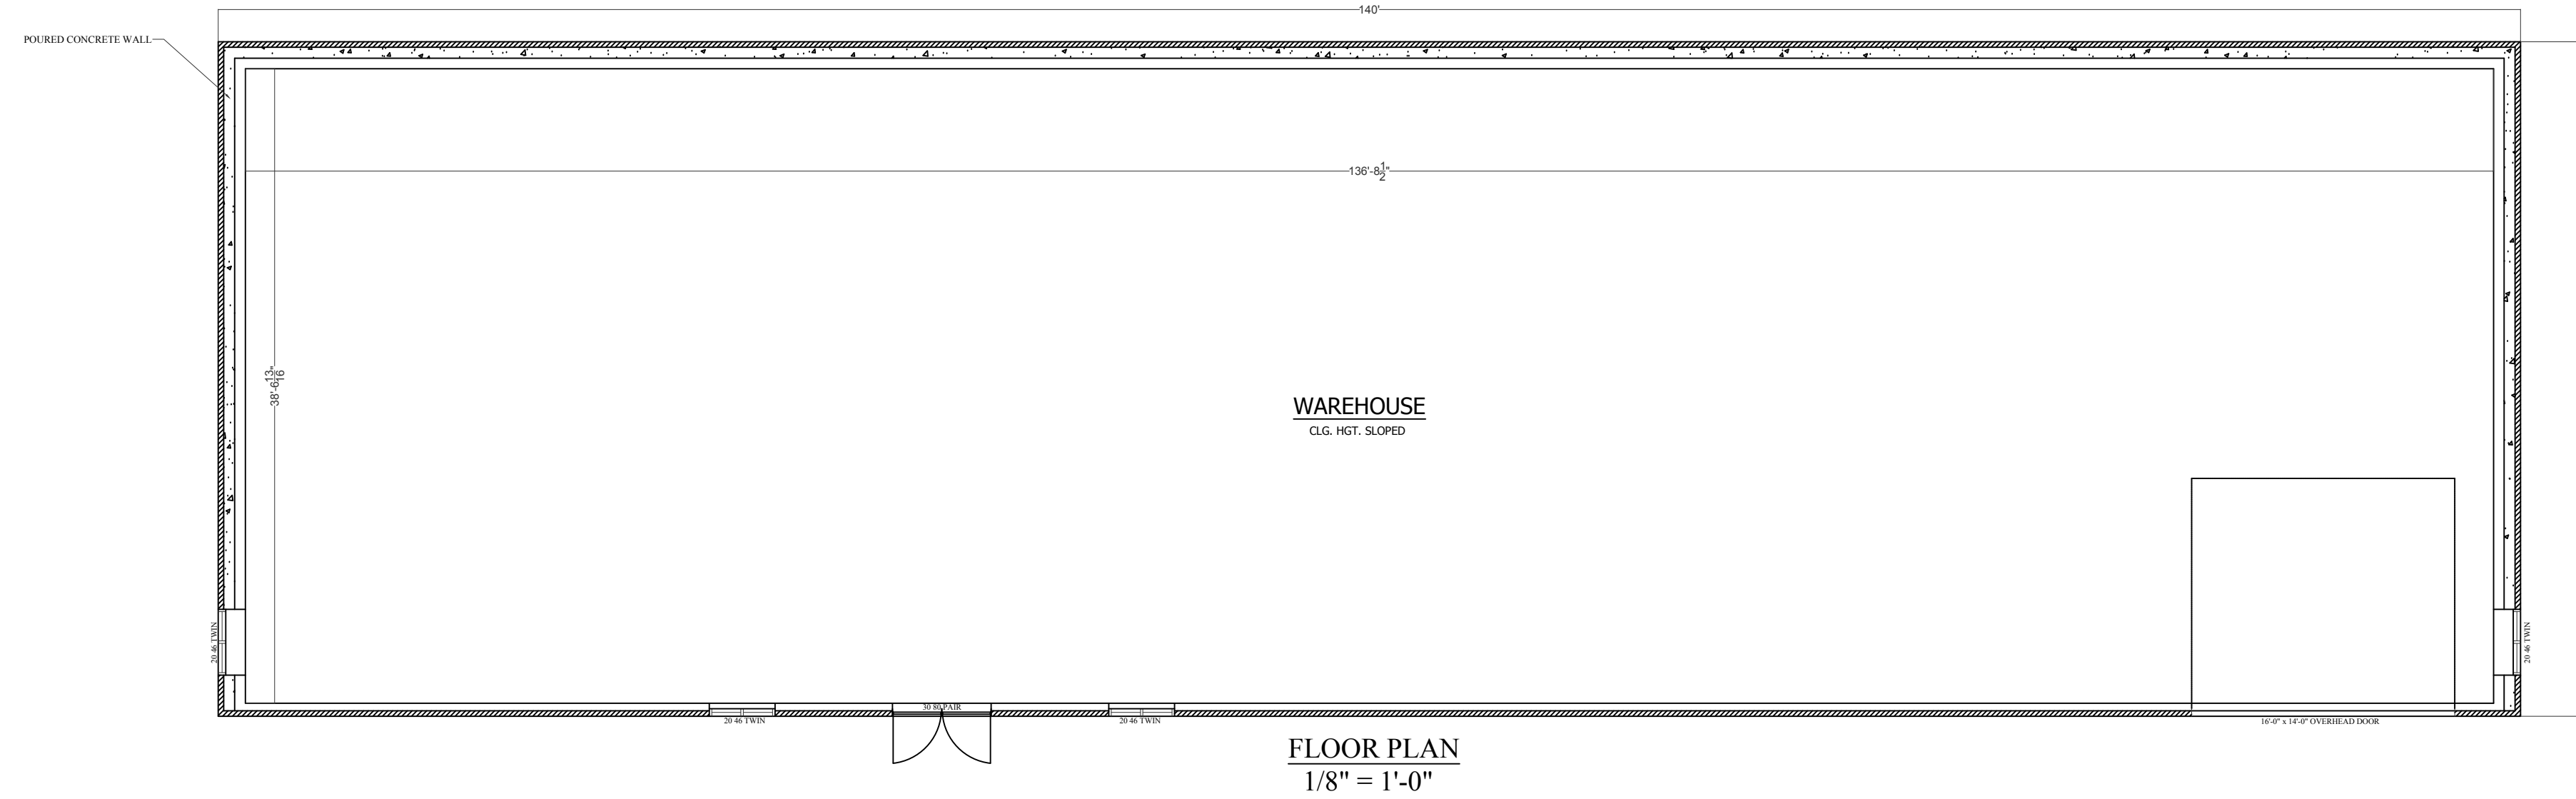 140'
POURED CONCRETE WALL
136'-8 1/2"
38'-6 13/16"
WAREHOUSE
CLG. HGT. SLOPED
20 46 TWIN
20 46 TWIN
30 80 PAIR
20 46 TWIN
20 46 TWIN
16'-0" x 14'-0" OVERHEAD DOOR
FLOOR PLAN
1/8" = 1'-0"